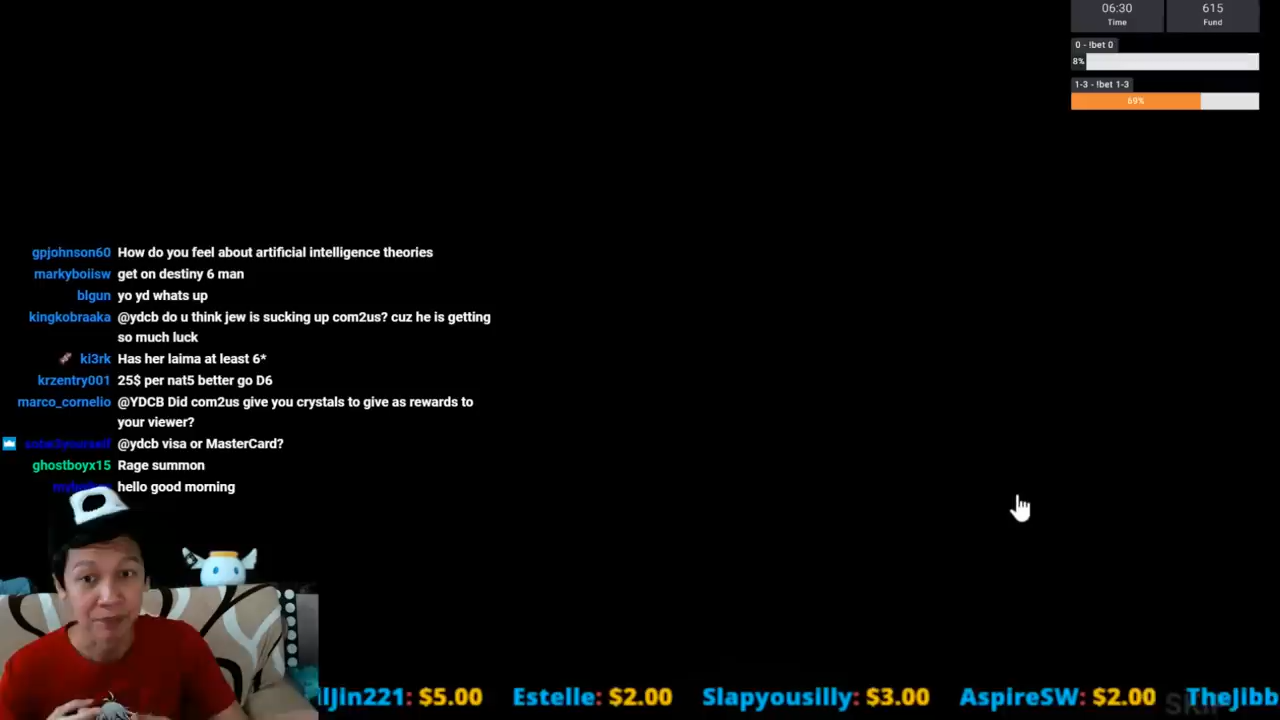 06:30
615
Time
Fund
0 - !bet 0
8%
1-3 - !bet 1-3
69%
gpjohnson60 How do you feel about artificial intelligence theories
markyboiisw get on destiny 6 man
blgun yo yd whats up
kingkobraaka @ydcb do u think jew is sucking up com2us? cuz he is getting
so much luck
ki3rk Has her laima at least 6*
krzentry001 25$ per nat5 better go D6
marco_cornelio @YDCB Did com2us give you crystals to give as rewards to
your viewer?
@ydcb visa or MasterCard?
ghostboyx15 Rage summon
hello good morning
lJin221: $5.00 Estelle: $2.00 Slapyousilly: $3.00 AspireSW: $2.00 TheJibb